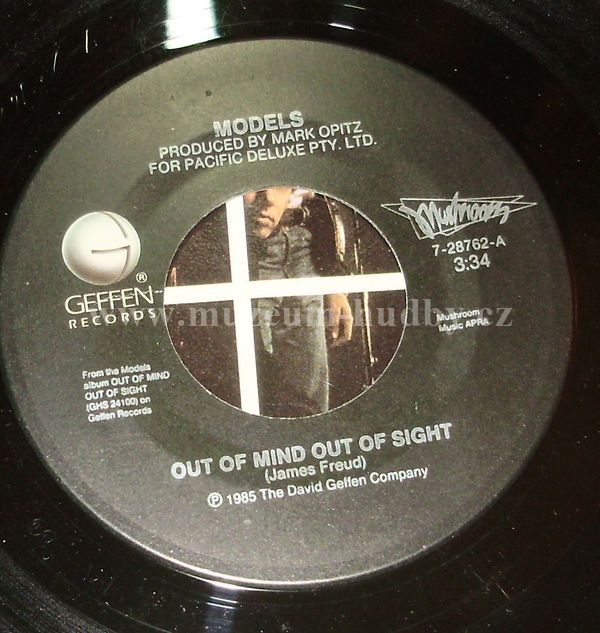 MODELS
PRODUCED BY MARK OPITZ
FOR PACIFIC DELUXE PTY. LTD.
Mushroom
7-28762-A
3:34
G
GEFFEN®
RECORDS
www.muzeum-hudby.cz
Mushroom
Music APRA
From the Models
album OUT OF MIND
OUT OF SIGHT
(GHS 24100) on
Geffen Records
OUT OF MIND OUT OF SIGHT
(James Freud)
℗ 1985 The David Geffen Company